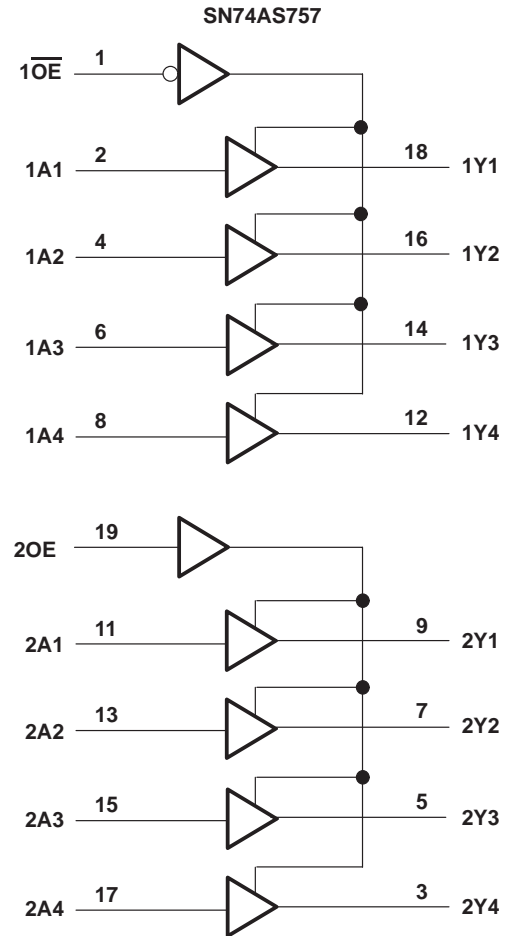 SN74AS757
1OE 1
1A1 2 18 1Y1
1A2 4 16 1Y2
1A3 6 14 1Y3
1A4 8 12 1Y4
2OE 19
2A1 11 9 2Y1
2A2 13 7 2Y2
2A3 15 5 2Y3
2A4 17 3 2Y4